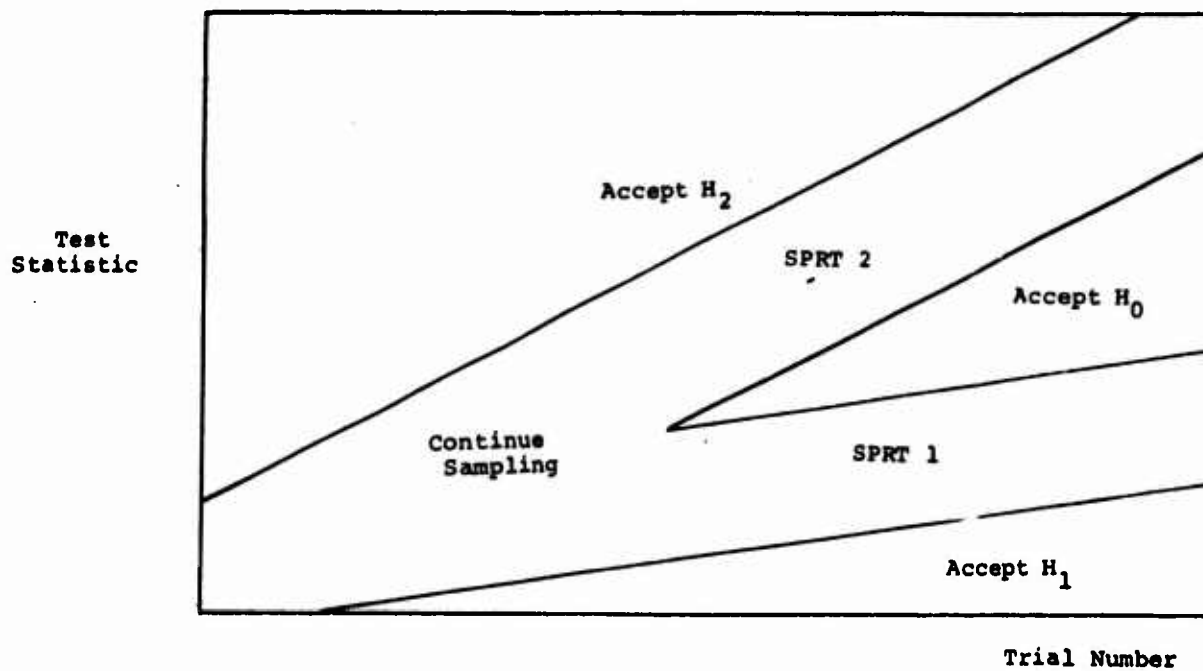 Accept H2
Test
Statistic
SPRT 2
Accept H0
Continue
Sampling
SPRT 1
Accept H1
Trial Number